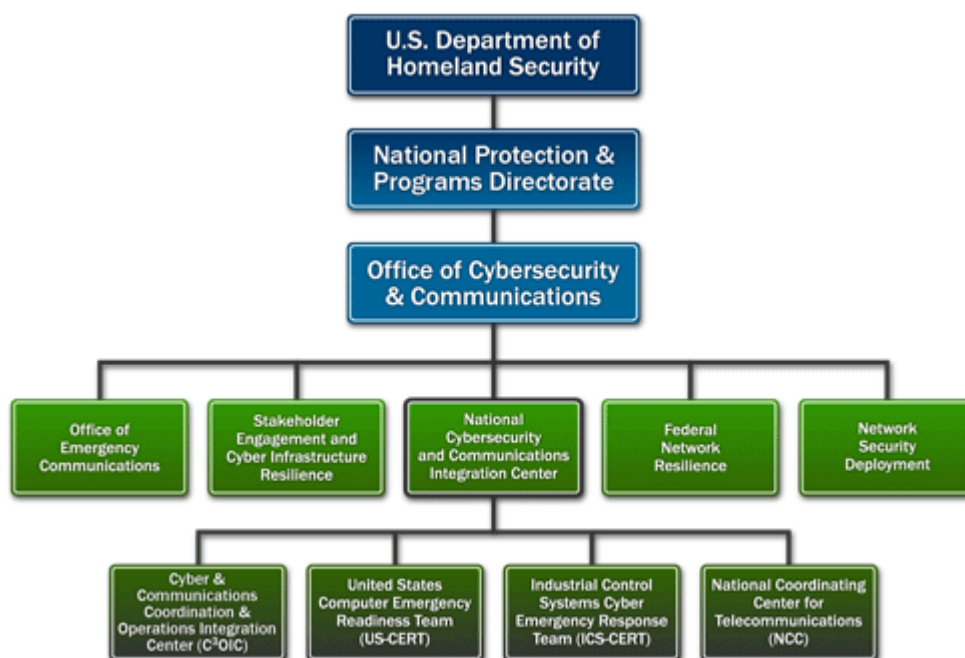 U.S. Department of
Homeland Security
National Protection &
Programs Directorate
Office of Cybersecurity
& Communications
Office of
Emergency
Communications
Stakeholder
Engagement and
Cyber Infrastructure
Resilience
National
Cybersecurity
and Communications
Integration Center
Federal
Network
Resilience
Network
Security
Deployment
Cyber &
Communications
Coordination &
Operations Integration
Center (C³OIC)
United States
Computer Emergency
Readiness Team
(US-CERT)
Industrial Control
Systems Cyber
Emergency Response
Team (ICS-CERT)
National Coordinating
Center for
Telecommunications
(NCC)